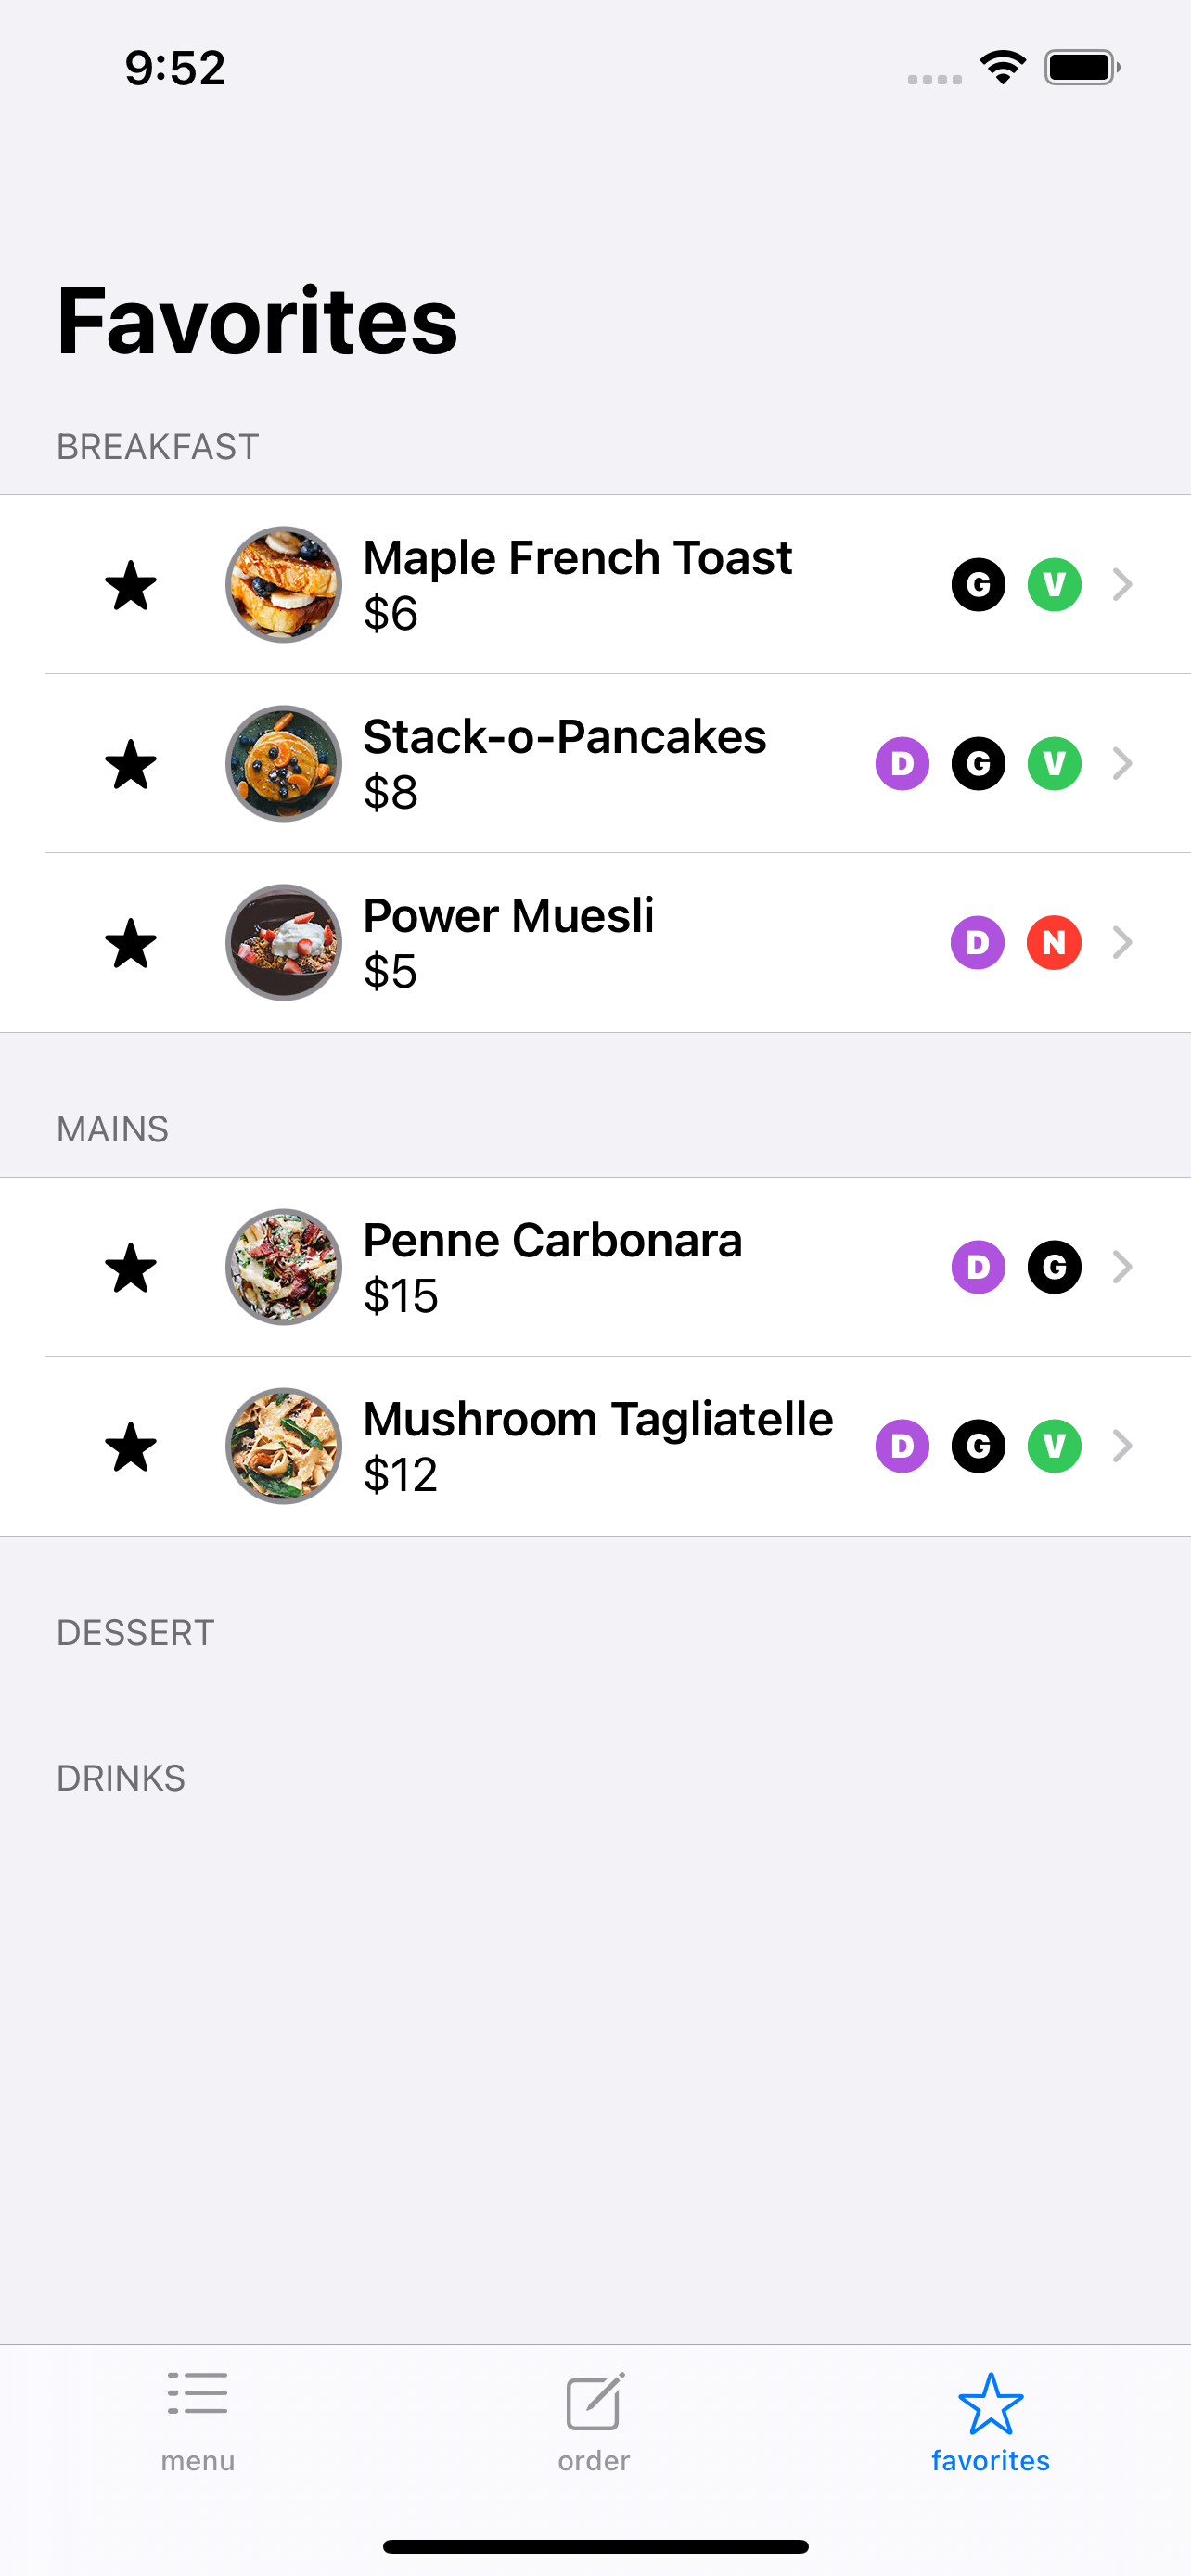 9:52
Favorites
BREAKFAST
Maple French Toast
$6
G V
Stack-o-Pancakes
$8
D G V
Power Muesli
$5
D N
MAINS
Penne Carbonara
$15
D G
Mushroom Tagliatelle
$12
D G V
DESSERT
DRINKS
menu order favorites